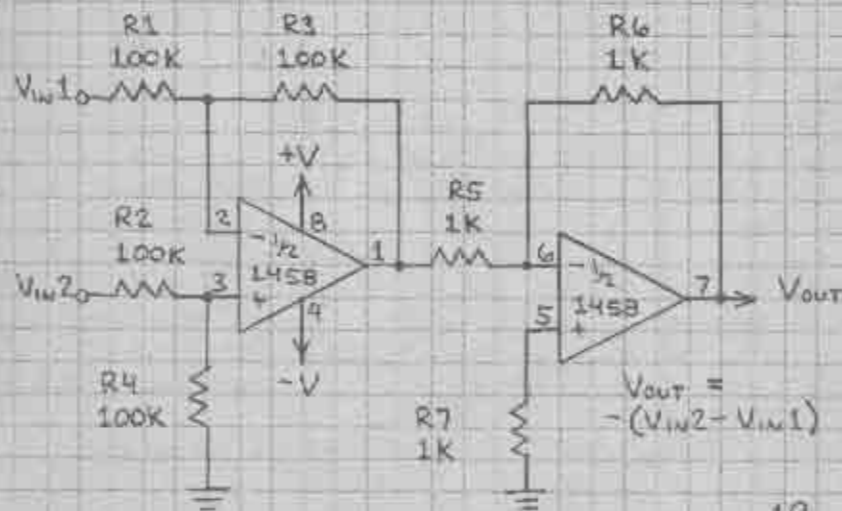 R1
100K
R3
100K
R6
1K
VIN1
+V
2
8
- 1/2
1458
1
R5
1K
R2
100K
VIN2
3
+
4
-V
6
- 1/2
1458
7
5
+
VOUT
R4
100K
R7
1K
VOUT =
-(VIN2-VIN1)